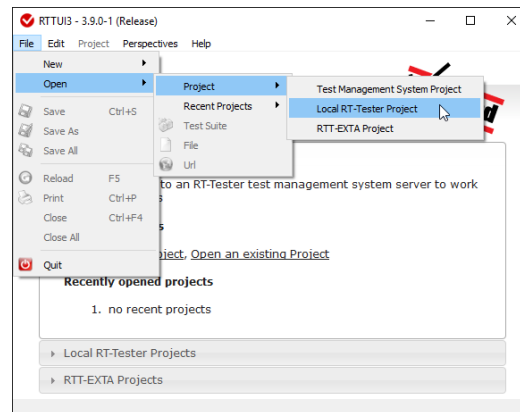 RTTUI3 - 3.9.0-1 (Release)
File Edit Project Perspectives Help
New
Open
Save Ctrl+S
Save As
Save All
Reload F5
Print Ctrl+P
Close Ctrl+F4
Close All
Quit
Project
Recent Projects
Test Suite
File
Url
Test Management System Project
Local RT-Tester Project
RTT-EXTA Project
d
to an RT-Tester test management system server to work
s
s
oject, Open an existing Project
Recently opened projects
1. no recent projects
Local RT-Tester Projects
RTT-EXTA Projects